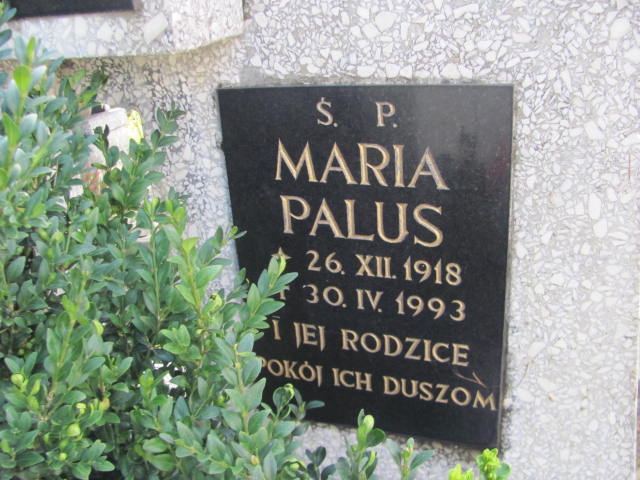 Ś. P.
MARIA
PALUS
* 26. XII. 1918
† 30. IV. 1993
I JEJ RODZICE
POKÓJ ICH DUSZOM